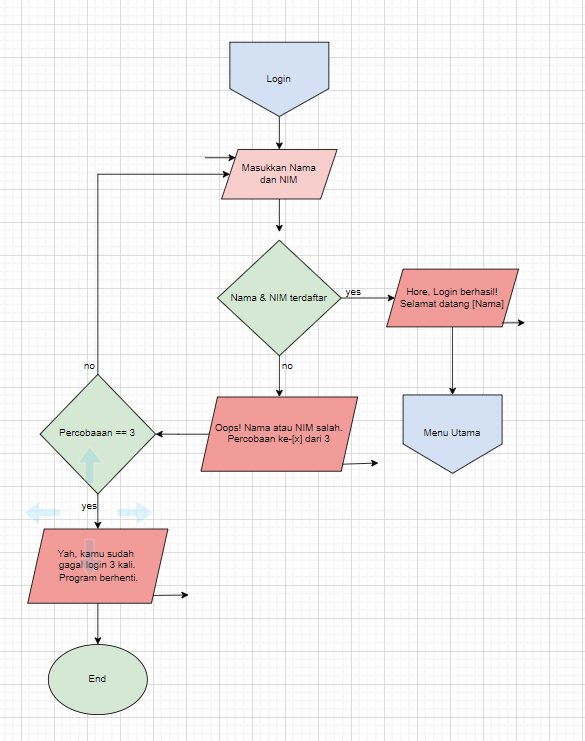 Login
Masukkan Nama
dan NIM
Nama & NIM terdaftar
yes
Hore, Login berhasil!
Selamat datang [Nama]
no
Oops! Nama atau NIM salah.
Percobaan ke-[x] dari 3
Menu Utama
no
Percobaaan == 3
yes
Yah, kamu sudah
gagal login 3 kali.
Program berhenti.
End